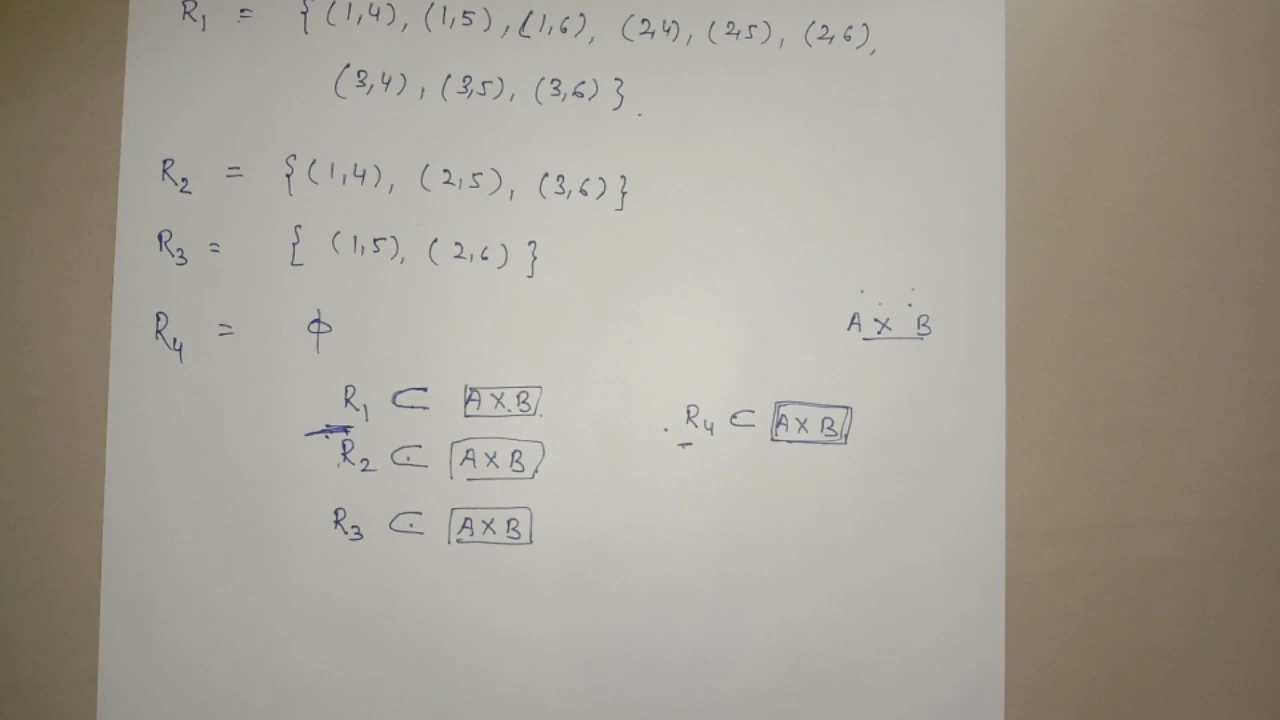 R₁ = {(1,4), (1,5), (1,6), (2,4), (2,5), (2,6),
(3,4), (3,5), (3,6)}.
R₂ = {(1,4), (2,5), (3,6)}
R₃ = { (1,5), (2,6) }
R₄ = ϕ
A × B
R₁ ⊂ A × B
R₄ ⊂ A × B
R₂ ⊂ A × B
R₃ ⊂ A × B